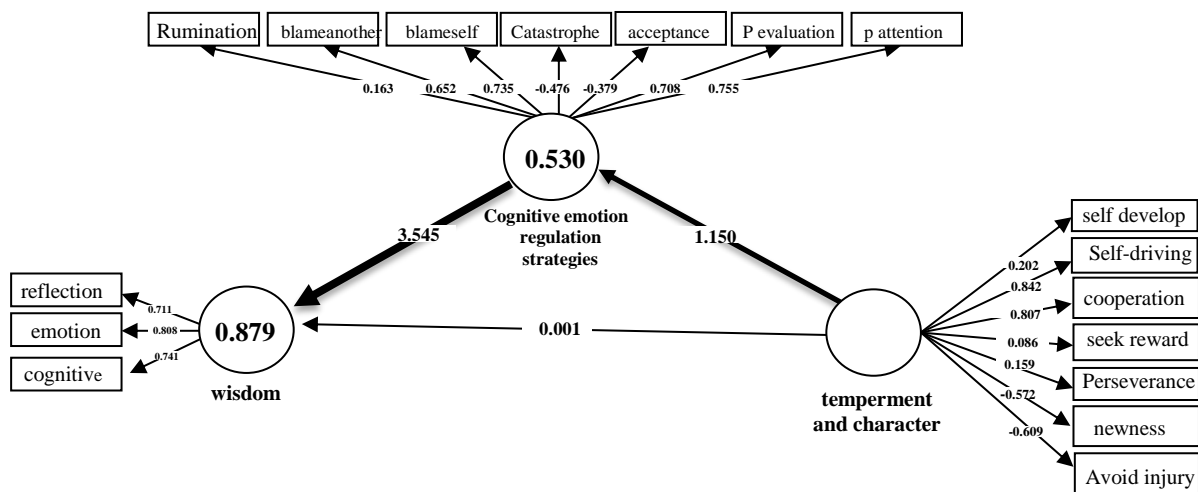 Rumination
blameanother
blameself
Catastrophe
acceptance
P evaluation
p attention
0.163
0.652
0.735
-0.476
-0.379
0.708
0.755
0.530
Cognitive emotion
regulation
strategies
3.545
1.150
self develop
Self-driving
cooperation
seek reward
Perseverance
newness
Avoid injury
0.202
0.842
0.807
0.086
0.159
-0.572
-0.609
reflection
emotion
cognitive
0.711
0.808
0.741
0.879
wisdom
0.001
temperment
and character